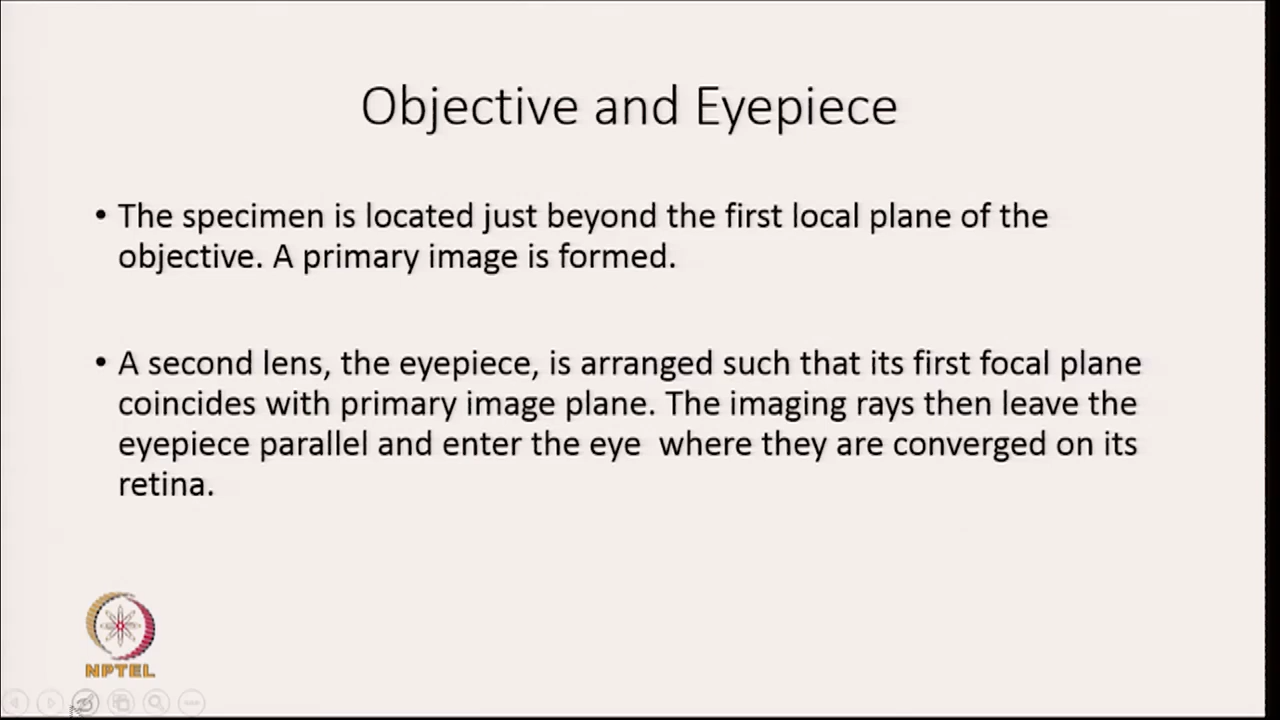 Objective and Eyepiece
• The specimen is located just beyond the first local plane of the
objective. A primary image is formed.
• A second lens, the eyepiece, is arranged such that its first focal plane
coincides with primary image plane. The imaging rays then leave the
eyepiece parallel and enter the eye where they are converged on its
retina.
NPTEL